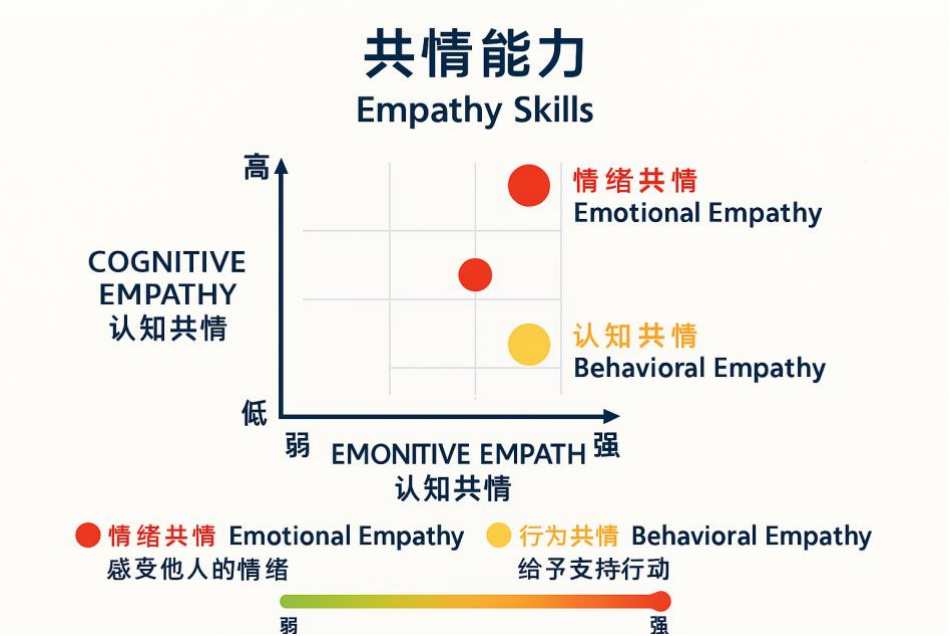 共情能力
Empathy Skills
高
情绪共情
Emotional Empathy
COGNITIVE
EMPATHY
认知共情
认知共情
Behavioral Empathy
低
弱
EMONITIVE EMPATH
强
认知共情
情绪共情 Emotional Empathy
行为共情 Behavioral Empathy
感变他人的情绪
给予支持行动
弱
强